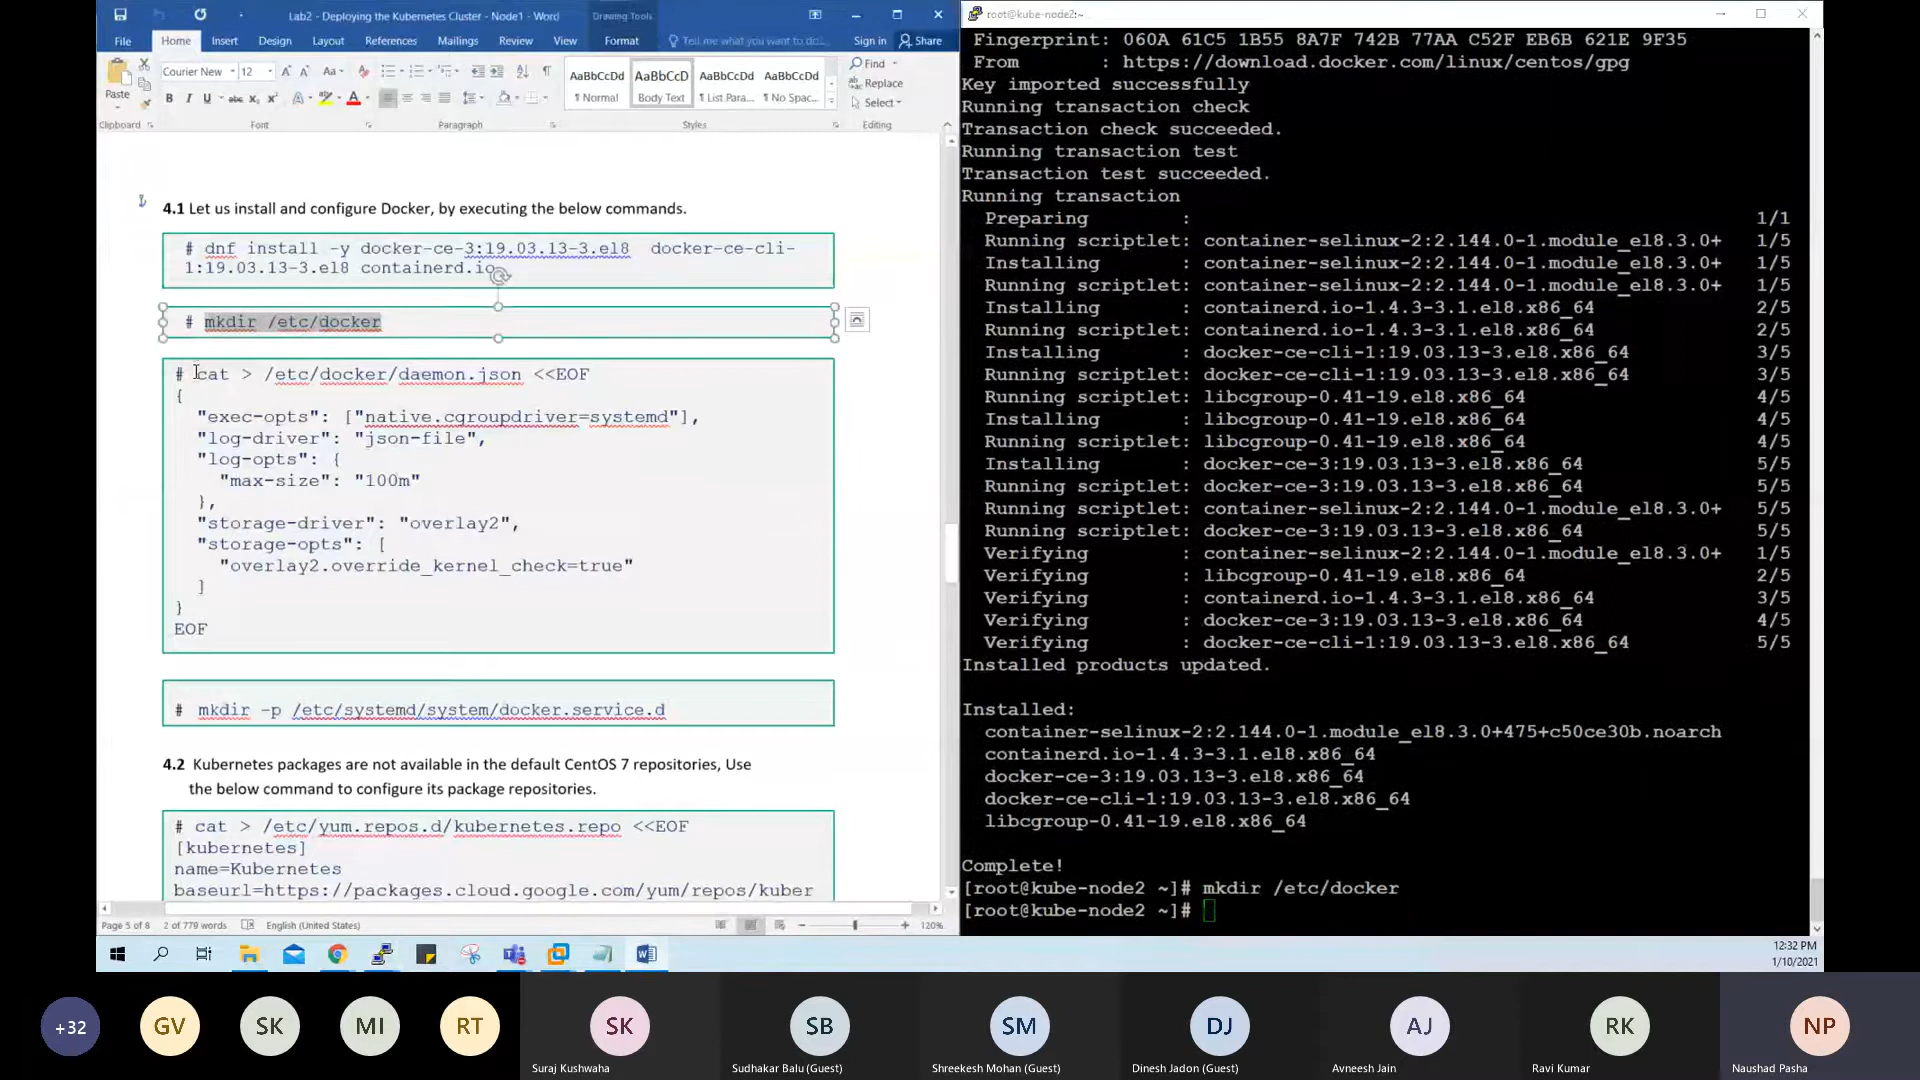 Lab2 - Deploying the Kubernetes Cluster - Node1 - Word
Drawing Tools
File
Home
Insert
Design
Layout
References
Mailings
Review
View
Format
Tell me what you want to do...
Sign in
Share
Paste
Courier New
12
Aa
B I U abc x₂ x²
AaBbCcDd
¶ Normal
AaBbCcD
Body Text
AaBbCcDd
¶ List Para...
AaBbCcDd
¶ No Spac...
Find
Replace
Select
Clipboard
Font
Paragraph
Styles
Editing
4.1 Let us install and configure Docker, by executing the below commands.
# dnf install -y docker-ce-3:19.03.13-3.el8 docker-ce-cli-
1:19.03.13-3.el8 containerd.io
# mkdir /etc/docker
# cat > /etc/docker/daemon.json <<EOF
{
"exec-opts": ["native.cgroupdriver=systemd"],
"log-driver": "json-file",
"log-opts": {
"max-size": "100m"
},
"storage-driver": "overlay2",
"storage-opts": [
"overlay2.override_kernel_check=true"
]
}
EOF
# mkdir -p /etc/systemd/system/docker.service.d
4.2 Kubernetes packages are not available in the default CentOS 7 repositories, Use
the below command to configure its package repositories.
# cat > /etc/yum.repos.d/kubernetes.repo <<EOF
[kubernetes]
name=Kubernetes
baseurl=https://packages.cloud.google.com/yum/repos/kuber
Page 5 of 8
2 of 779 words
English (United States)
120%
root@kube-node2:~
Fingerprint: 060A 61C5 1B55 8A7F 742B 77AA C52F EB6B 621E 9F35
From : https://download.docker.com/linux/centos/gpg
Key imported successfully
Running transaction check
Transaction check succeeded.
Running transaction test
Transaction test succeeded.
Running transaction
Preparing : 1/1
Running scriptlet: container-selinux-2:2.144.0-1.module_el8.3.0+ 1/5
Installing : container-selinux-2:2.144.0-1.module_el8.3.0+ 1/5
Running scriptlet: container-selinux-2:2.144.0-1.module_el8.3.0+ 1/5
Installing : containerd.io-1.4.3-3.1.el8.x86_64 2/5
Running scriptlet: containerd.io-1.4.3-3.1.el8.x86_64 2/5
Installing : docker-ce-cli-1:19.03.13-3.el8.x86_64 3/5
Running scriptlet: docker-ce-cli-1:19.03.13-3.el8.x86_64 3/5
Running scriptlet: libcgroup-0.41-19.el8.x86_64 4/5
Installing : libcgroup-0.41-19.el8.x86_64 4/5
Running scriptlet: libcgroup-0.41-19.el8.x86_64 4/5
Installing : docker-ce-3:19.03.13-3.el8.x86_64 5/5
Running scriptlet: docker-ce-3:19.03.13-3.el8.x86_64 5/5
Running scriptlet: container-selinux-2:2.144.0-1.module_el8.3.0+ 5/5
Running scriptlet: docker-ce-3:19.03.13-3.el8.x86_64 5/5
Verifying : container-selinux-2:2.144.0-1.module_el8.3.0+ 1/5
Verifying : libcgroup-0.41-19.el8.x86_64 2/5
Verifying : containerd.io-1.4.3-3.1.el8.x86_64 3/5
Verifying : docker-ce-3:19.03.13-3.el8.x86_64 4/5
Verifying : docker-ce-cli-1:19.03.13-3.el8.x86_64 5/5
Installed products updated.
Installed:
container-selinux-2:2.144.0-1.module_el8.3.0+475+c50ce30b.noarch
containerd.io-1.4.3-3.1.el8.x86_64
docker-ce-3:19.03.13-3.el8.x86_64
docker-ce-cli-1:19.03.13-3.el8.x86_64
libcgroup-0.41-19.el8.x86_64
Complete!
[root@kube-node2 ~]# mkdir /etc/docker
[root@kube-node2 ~]#
12:32 PM
1/10/2021
+32
GV
SK
MI
RT
SK
SB
SM
DJ
AJ
RK
NP
Suraj Kushwaha
Sudhakar Balu (Guest)
Shreekesh Mohan (Guest)
Dinesh Jadon (Guest)
Avneesh Jain
Ravi Kumar
Naushad Pasha